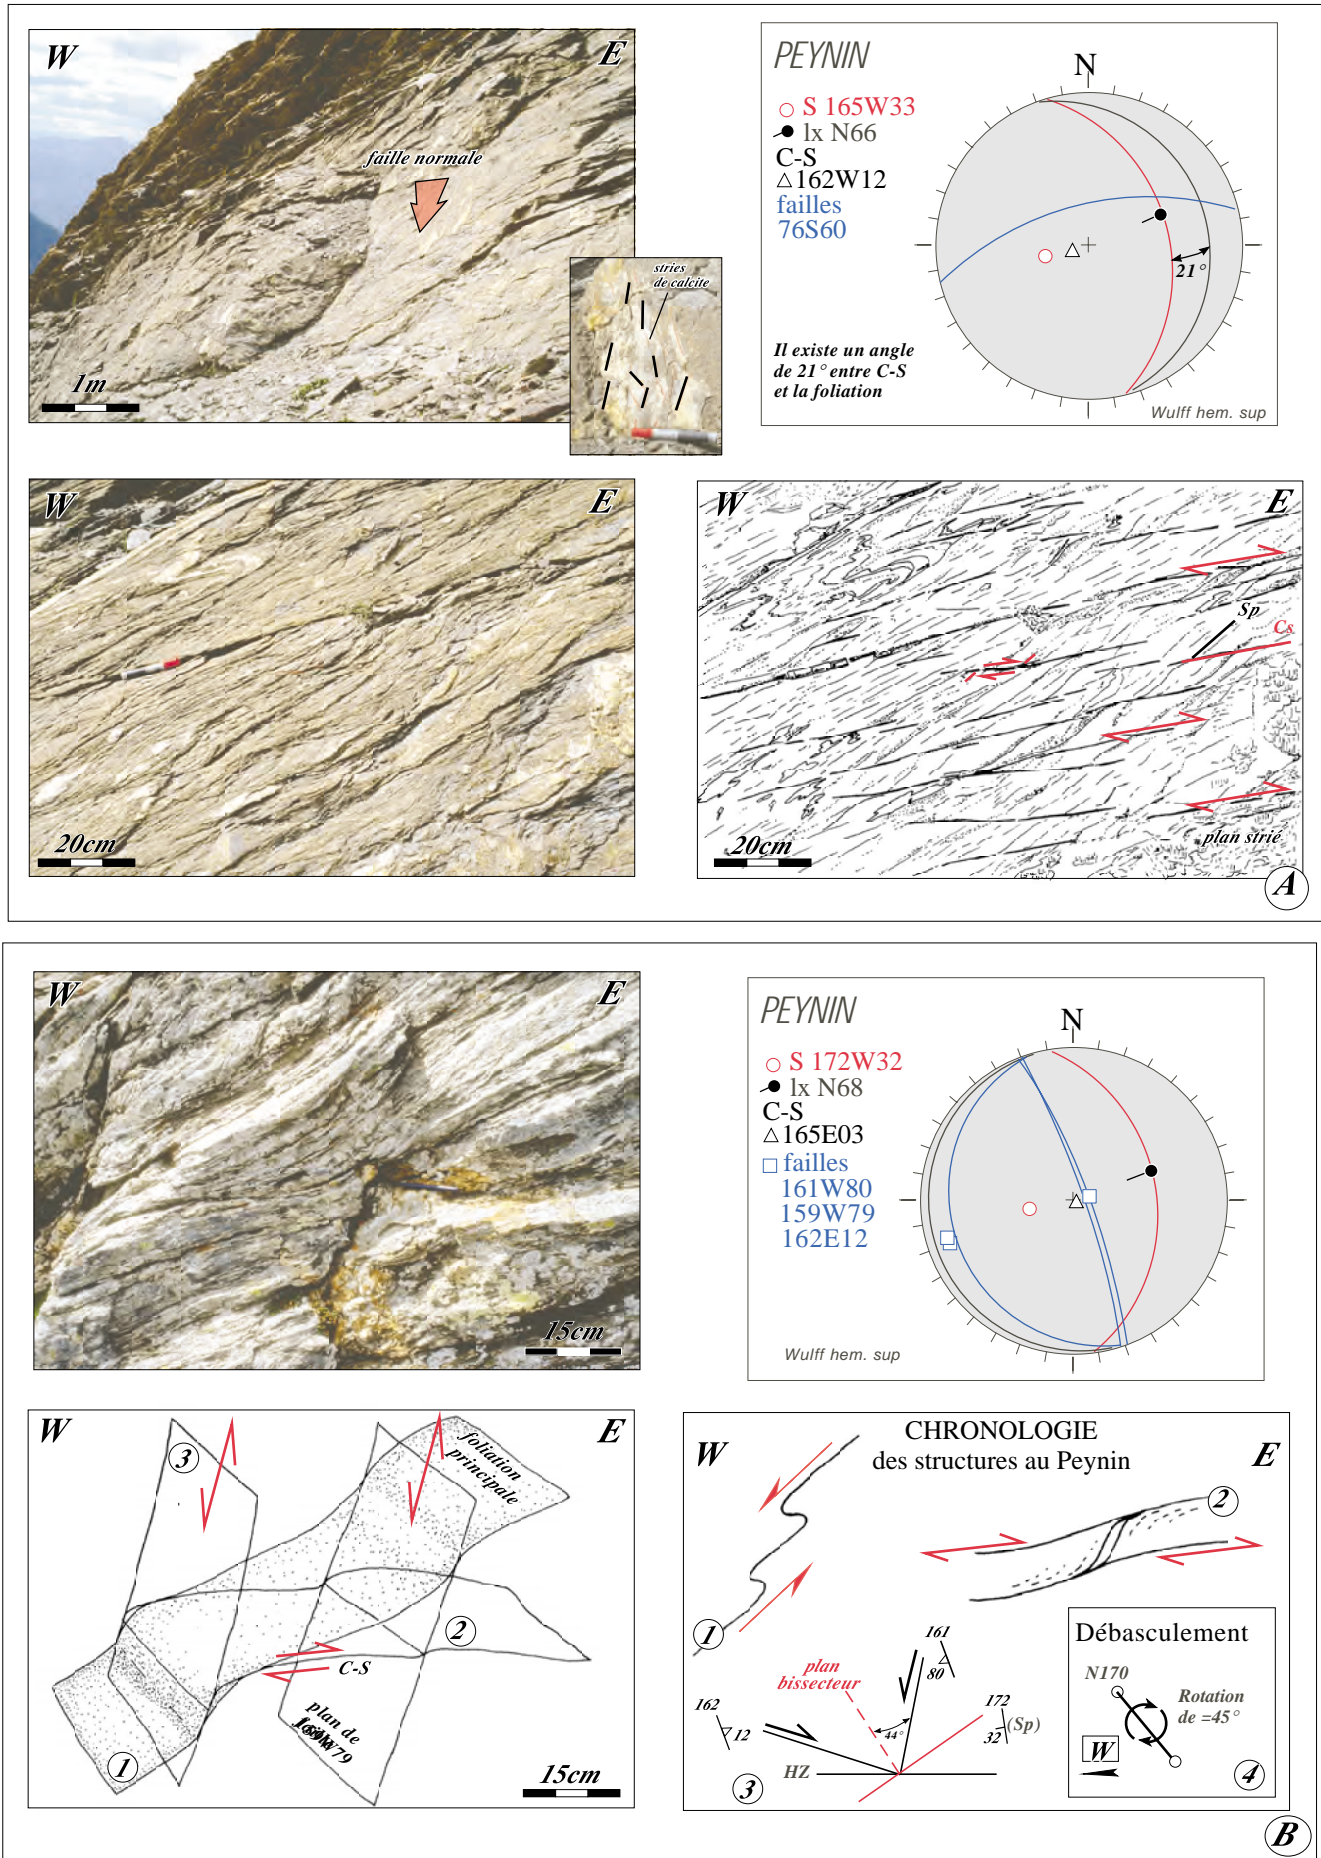 W
E
faille normale
1m
stries
de calcite
PEYNIN
S 165W33
lx N66
C-S
162W12
failles
76S60
N
21°
Il existe un angle
de 21° entre C-S
et la foliation
Wulff hem. sup
W
E
20cm
W
E
Sp
Cs
20cm
plan strié
A
W
E
15cm
PEYNIN
S 172W32
lx N68
C-S
165E03
failles
161W80
159W79
162E12
N
Wulff hem. sup
W
E
3
foliation
principale
2
C-S
plan de
159W79
1
15cm
CHRONOLOGIE
des structures au Peynin
W
E
1
2
plan
bissecteur
161
80
162
12
44°
172
(Sp)
32
HZ
3
Débasculement
N170
Rotation
de =45°
W
4
B